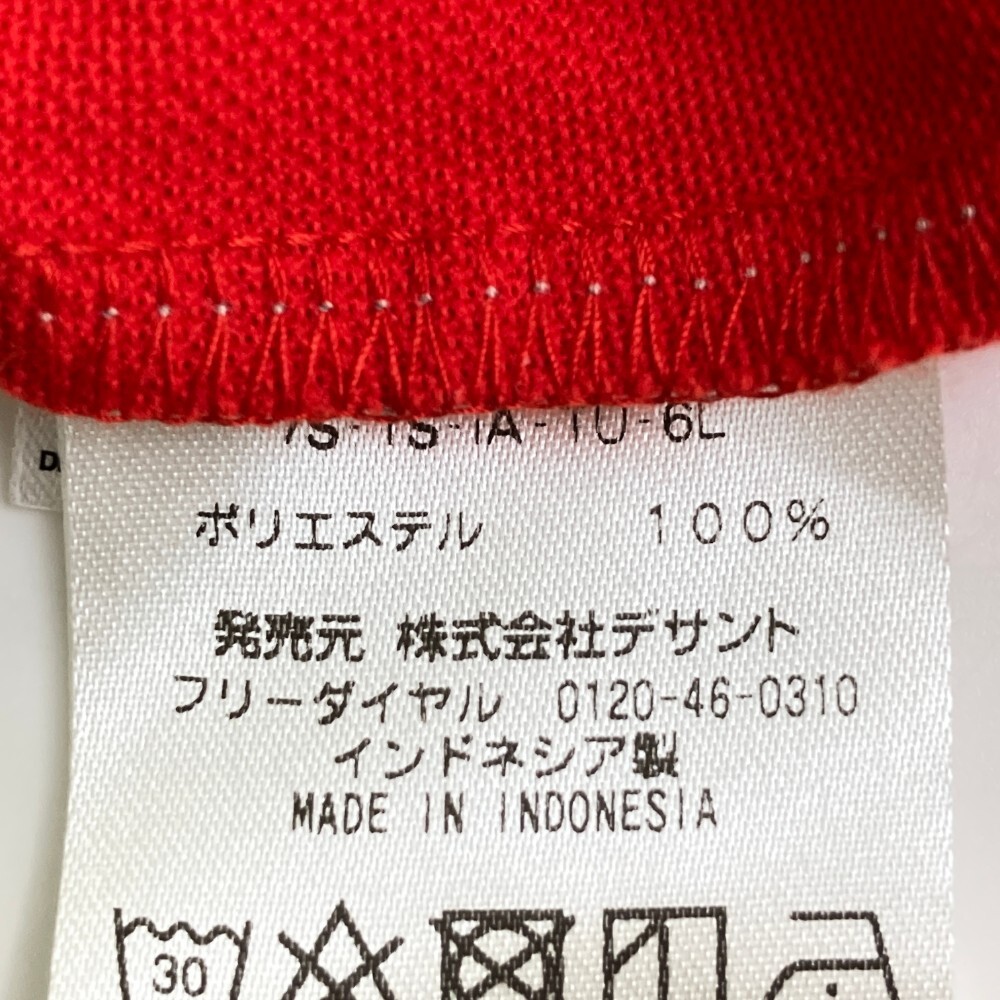 ポリエステル 100%
発売元 株式会社デサント
フリーダイヤル 0120-46-0310
インドネシア製
MADE IN INDONESIA
30